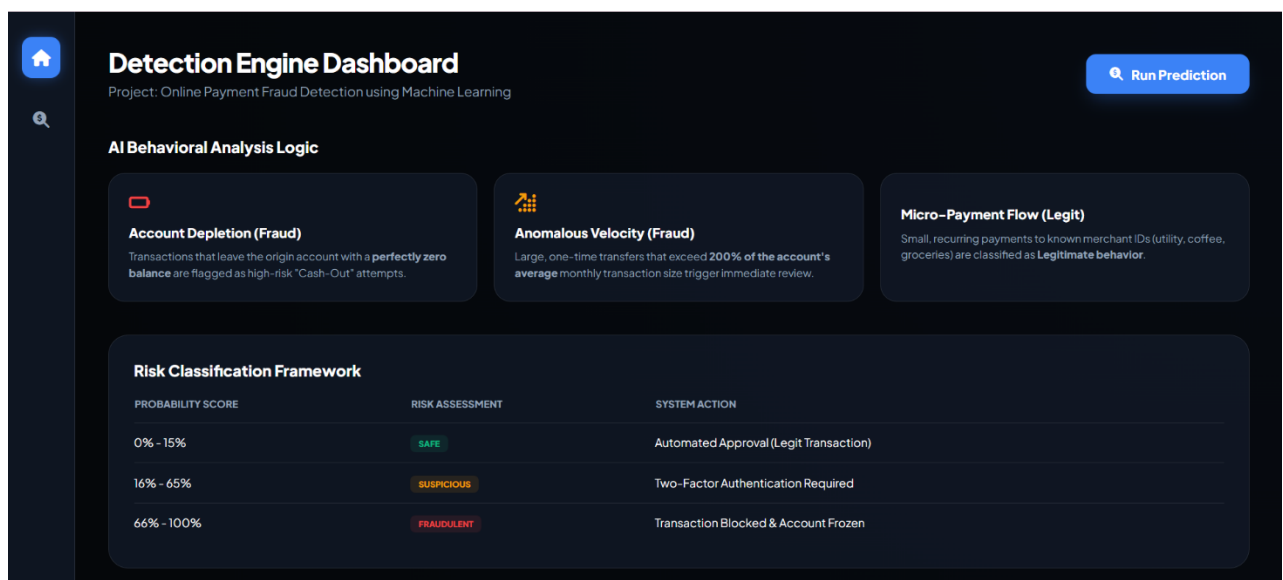 Detection Engine Dashboard
Project: Online Payment Fraud Detection using Machine Learning
Run Prediction
AI Behavioral Analysis Logic
Account Depletion (Fraud)
Transactions that leave the origin account with a perfectly zero
balance are flagged as high-risk "Cash-Out" attempts.
Anomalous Velocity (Fraud)
Large, one-time transfers that exceed 200% of the account's
average monthly transaction size trigger immediate review.
Micro-Payment Flow (Legit)
Small, recurring payments to known merchant IDs (utility, coffee,
groceries) are classified as Legitimate behavior.
Risk Classification Framework
PROBABILITY SCORE RISK ASSESSMENT SYSTEM ACTION
0% - 15% SAFE Automated Approval (Legit Transaction)
16% - 65% SUSPICIOUS Two-Factor Authentication Required
66% - 100% FRAUDULENT Transaction Blocked & Account Frozen